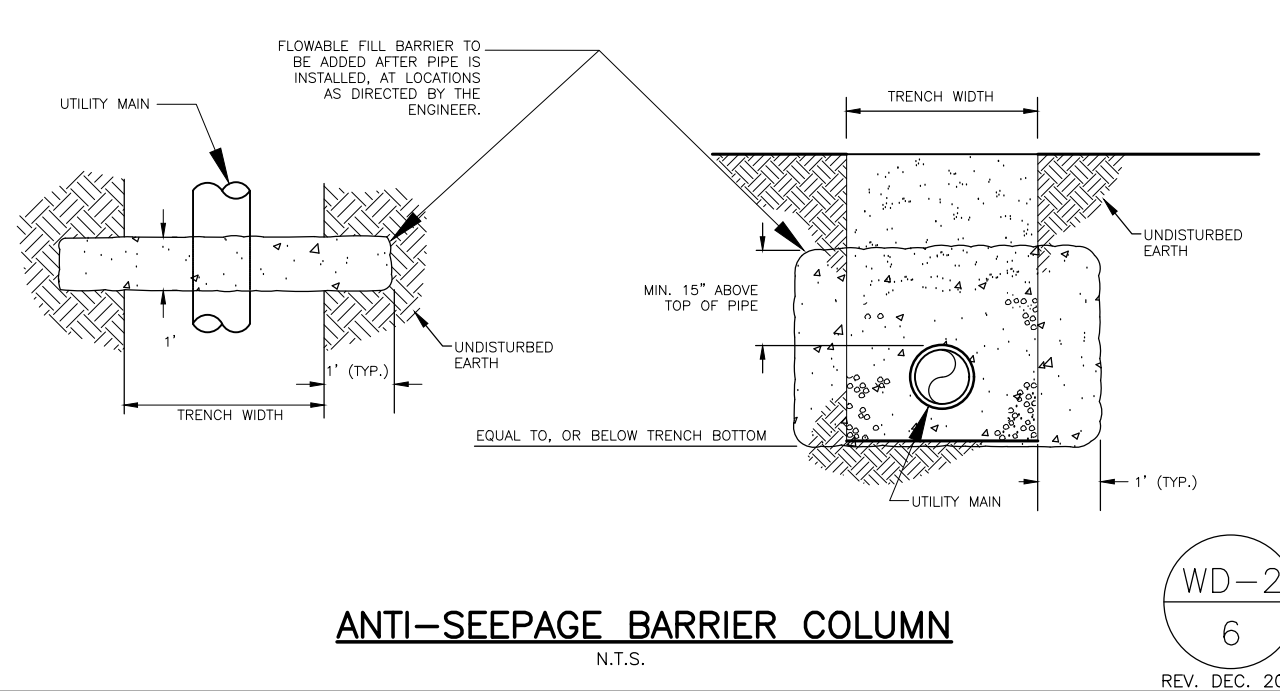 FLOWABLE FILL BARRIER TO
BE ADDED AFTER PIPE IS
INSTALLED, AT LOCATIONS
AS DIRECTED BY THE
ENGINEER.
UTILITY MAIN
TRENCH WIDTH
UNDISTURBED
EARTH
MIN. 15" ABOVE
TOP OF PIPE
1'
UNDISTURBED
EARTH
1' (TYP.)
TRENCH WIDTH
EQUAL TO, OR BELOW TRENCH BOTTOM
1' (TYP.)
UTILITY MAIN
WD-2
6
ANTI-SEEPAGE BARRIER COLUMN
N.T.S.
REV. DEC.